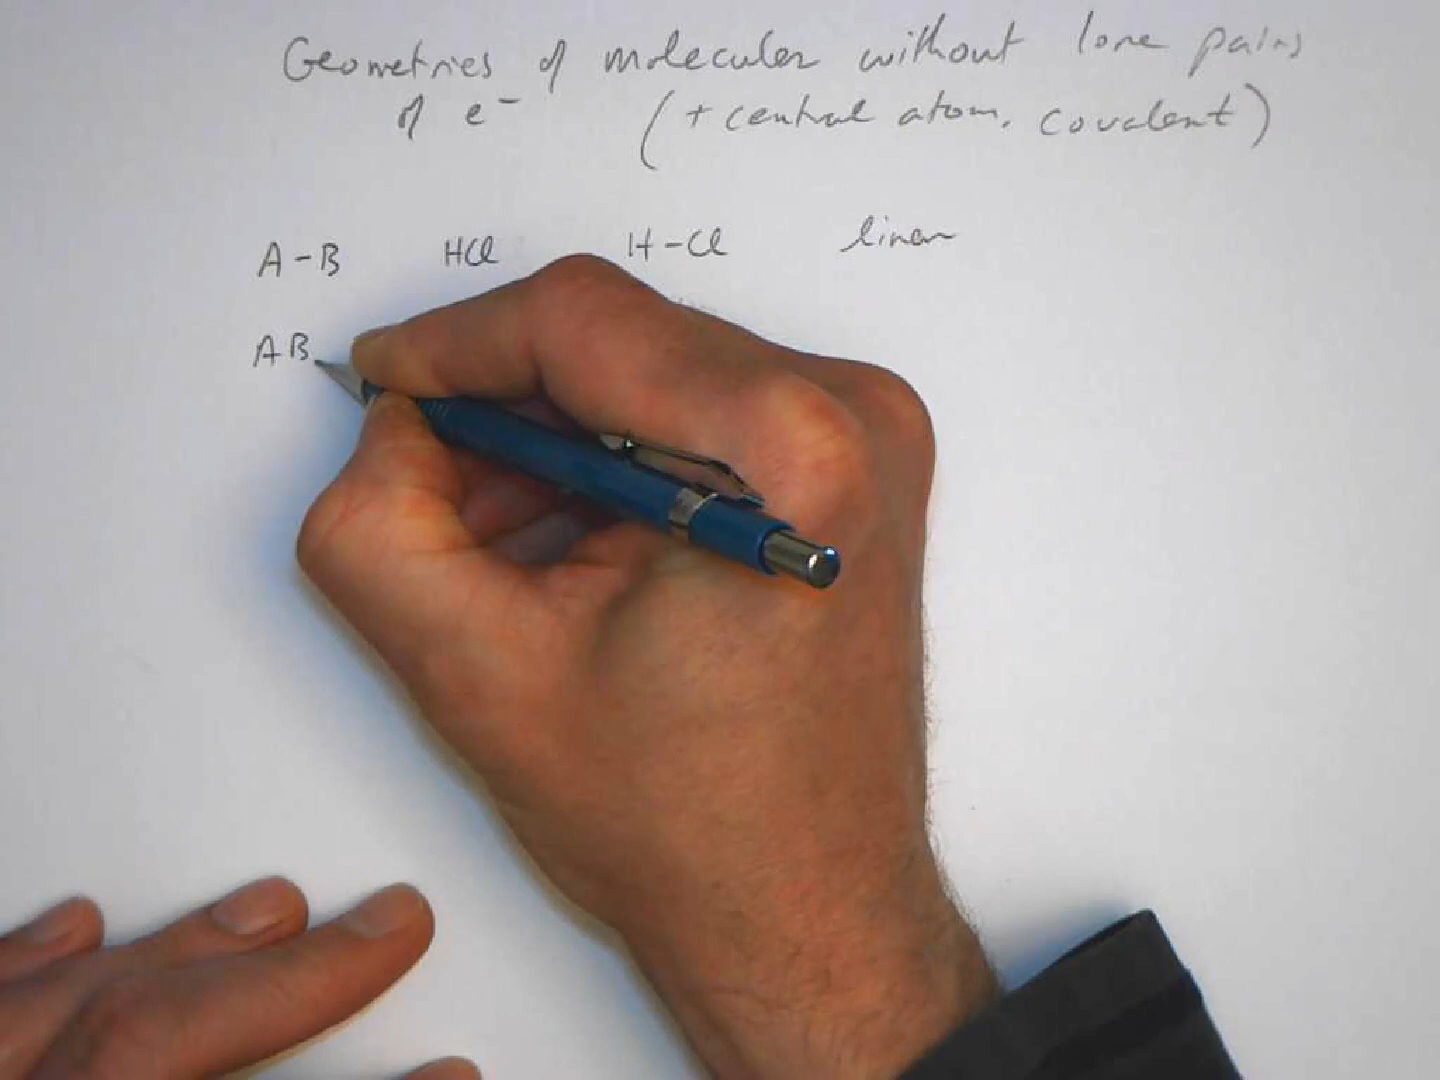 Geometries of molecules without lone pairs
of e⁻ (+ central atom, covalent)
A-B HCl H-Cl linear
AB